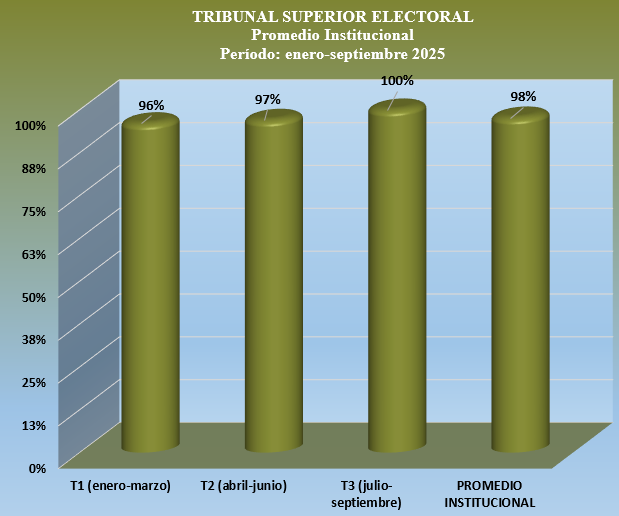 TRIBUNAL SUPERIOR ELECTORAL
Promedio Institucional
Período: enero-septiembre 2025
96%
97%
100%
98%
100%
88%
75%
63%
50%
38%
25%
13%
0%
T1 (enero-marzo)
T2 (abril-junio)
T3 (julio-
septiembre)
PROMEDIO
INSTITUCIONAL